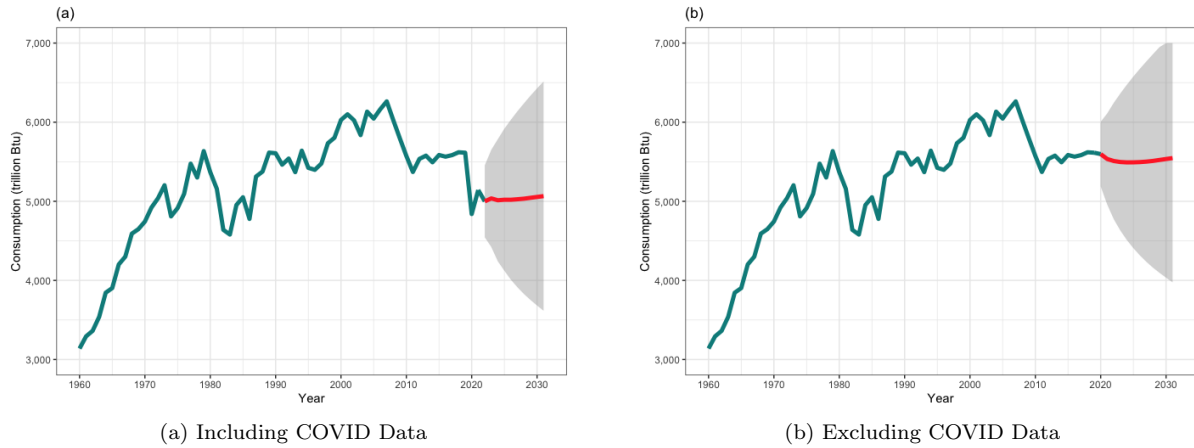 (a)
7,000
6,000
5,000
4,000
3,000
Consumption (trillion Btu)
1960 1970 1980 1990 2000 2010 2020 2030
Year
(a) Including COVID Data
(b)
7,000
6,000
5,000
4,000
3,000
Consumption (trillion Btu)
1960 1970 1980 1990 2000 2010 2020 2030
Year
(b) Excluding COVID Data